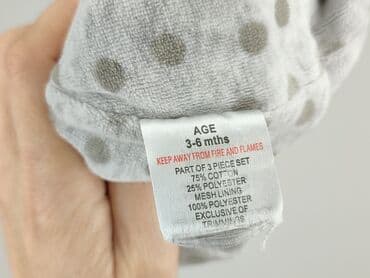 AGE
3-6 mths
KEEP AWAY FROM FIRE AND FLAMES
PART OF 3 PIECE SET
75% COTTON
25% POLYESTER
MESH LINING
100% POLYESTER
EXCLUSIVE OF
TRIMMINGS